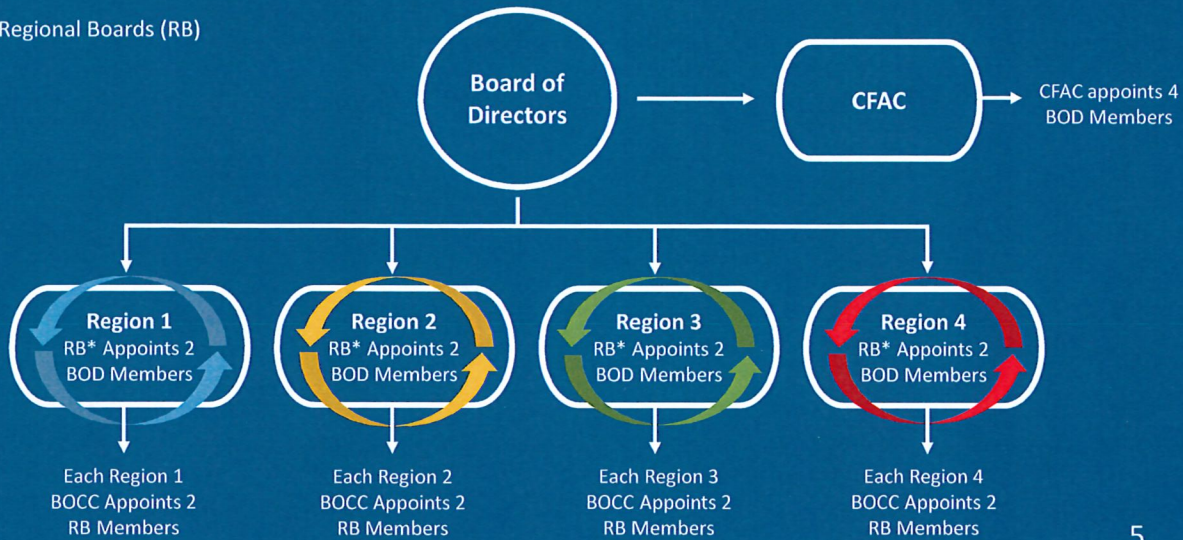 Regional Boards (RB)
Board of
Directors
CFAC
CFAC appoints 4
BOD Members
Region 1
RB* Appoints 2
BOD Members
Region 2
RB* Appoints 2
BOD Members
Region 3
RB* Appoints 2
BOD Members
Region 4
RB* Appoints 2
BOD Members
Each Region 1
BOCC Appoints 2
RB Members
Each Region 2
BOCC Appoints 2
RB Members
Each Region 3
BOCC Appoints 2
RB Members
Each Region 4
BOCC Appoints 2
RB Members
5